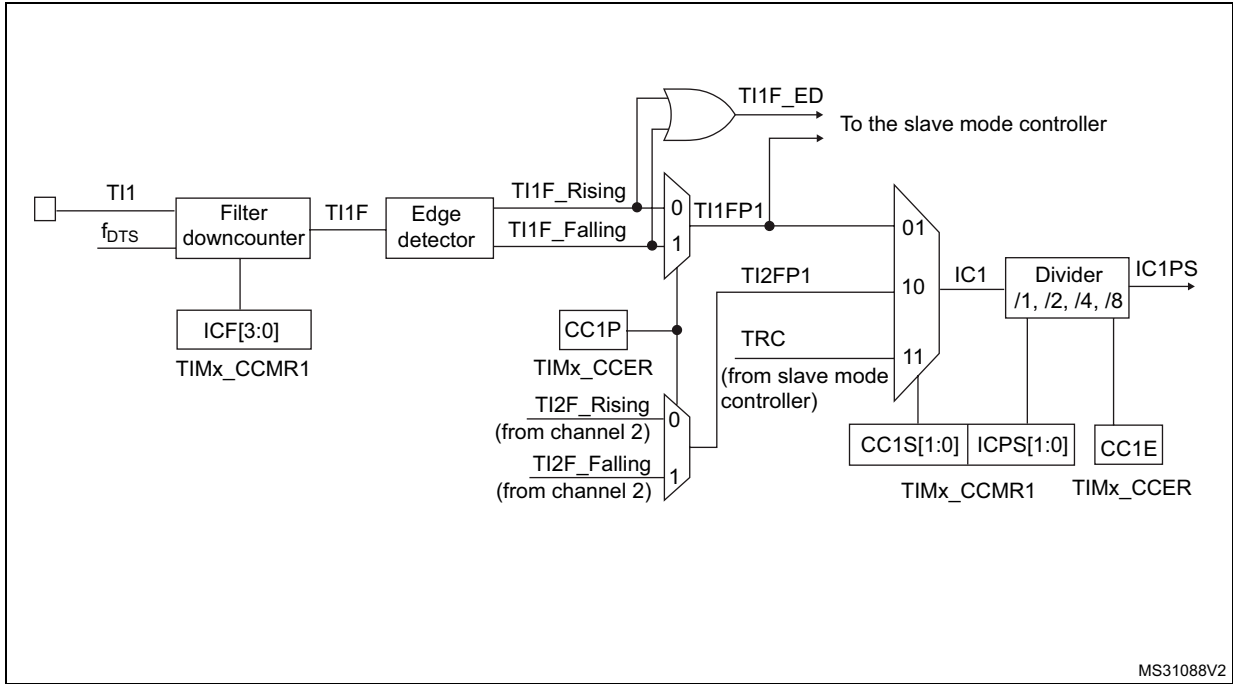 TI1F_ED
To the slave mode controller
TI1
f_DTS
Filter
downcounter
TI1F
Edge
detector
TI1F_Rising
TI1F_Falling
0
1
TI1FP1
01
10
11
TI2FP1
TRC
(from slave mode
controller)
IC1
Divider
/1, /2, /4, /8
IC1PS
ICF[3:0]
TIMx_CCMR1
CC1P
TIMx_CCER
TI2F_Rising
(from channel 2)
TI2F_Falling
(from channel 2)
0
1
CC1S[1:0]
ICPS[1:0]
TIMx_CCMR1
CC1E
TIMx_CCER
MS31088V2